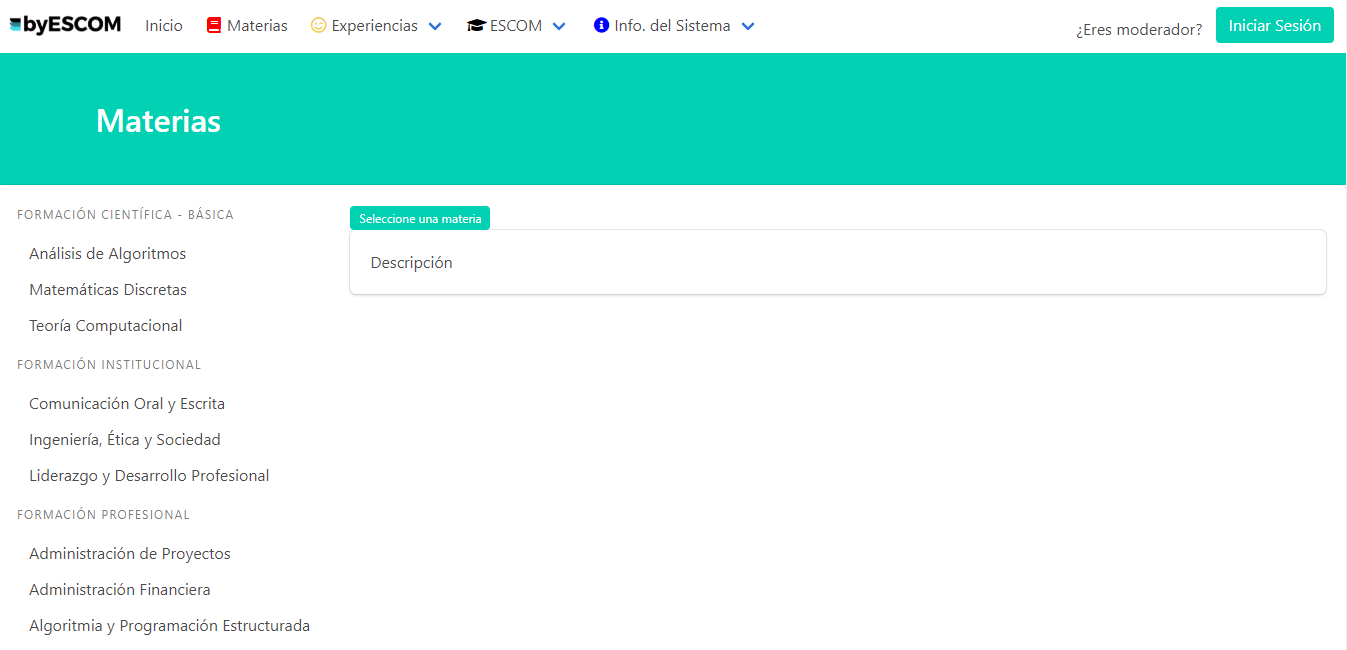 byESCOM Inicio Materias Experiencias ESCOM Info. del Sistema ¿Eres moderador? Iniciar Sesión
Materias
FORMACIÓN CIENTÍFICA - BÁSICA
Análisis de Algoritmos
Matemáticas Discretas
Teoría Computacional
FORMACIÓN INSTITUCIONAL
Comunicación Oral y Escrita
Ingeniería, Ética y Sociedad
Liderazgo y Desarrollo Profesional
FORMACIÓN PROFESIONAL
Administración de Proyectos
Administración Financiera
Algoritmia y Programación Estructurada
Seleccione una materia
Descripción